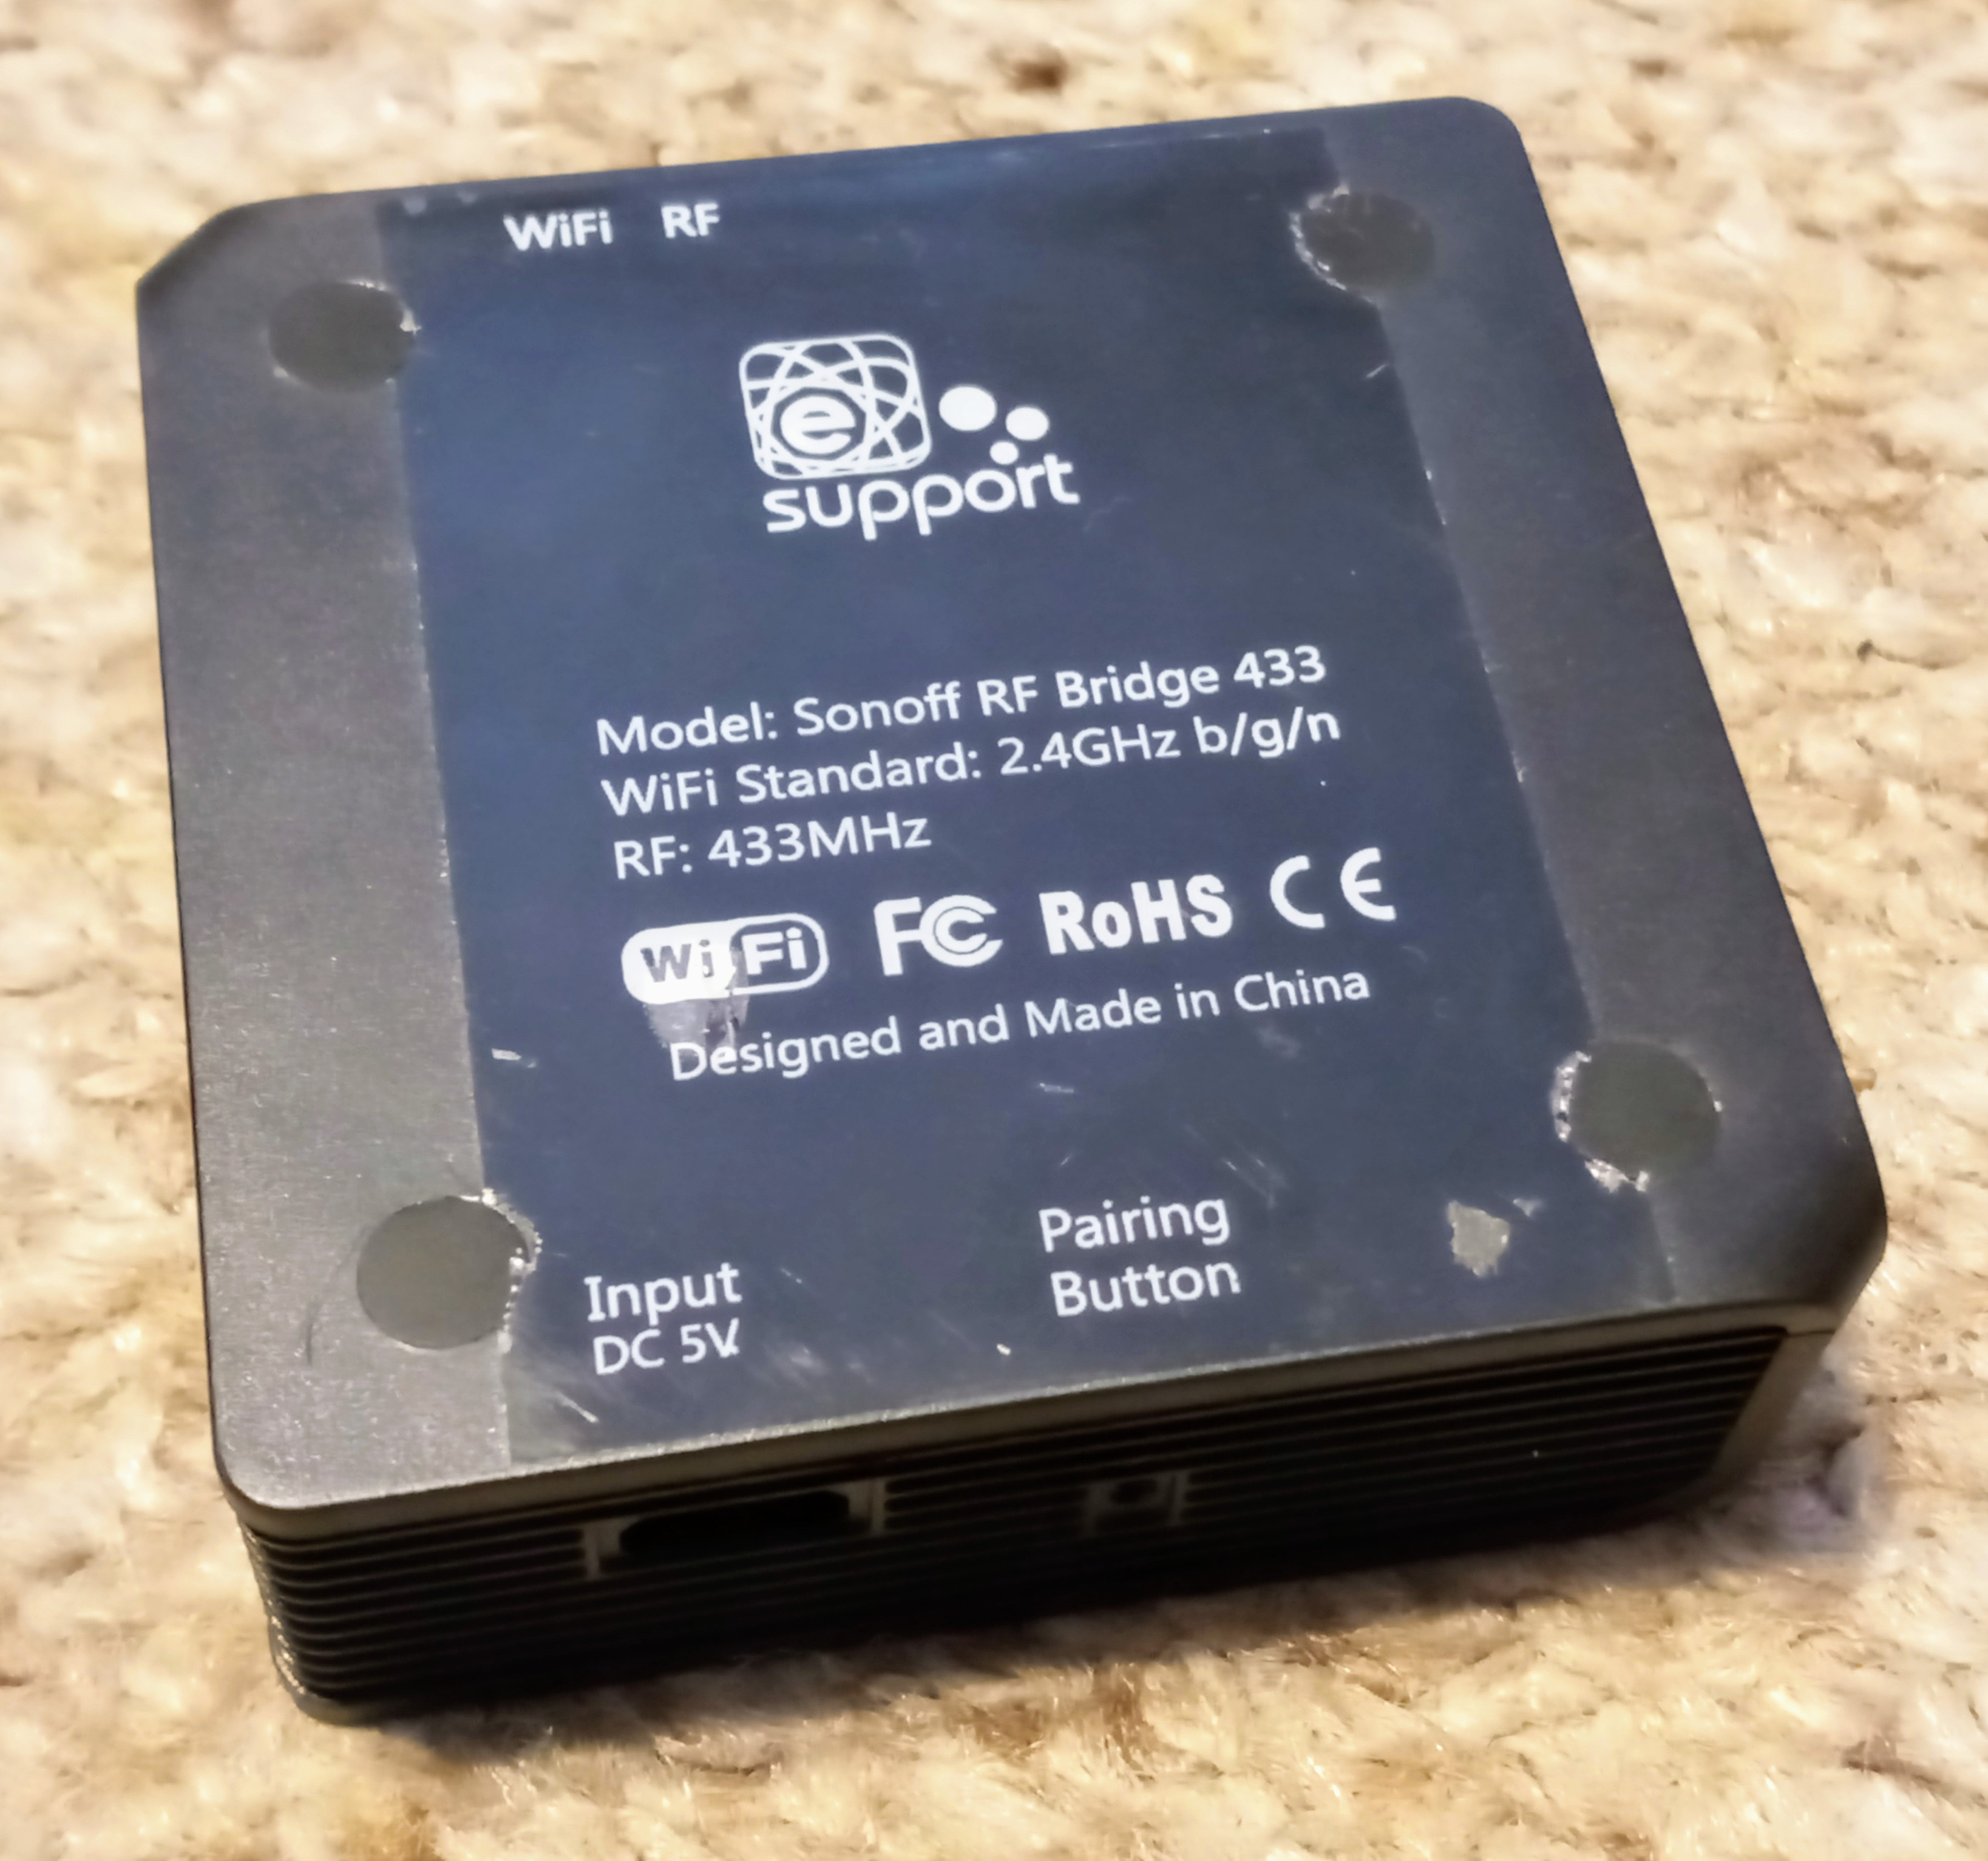 WiFi RF
e
support
Model: Sonoff RF Bridge 433
WiFi Standard: 2.4GHz b/g/n
RF: 433MHz
WiFi FC RoHS CE
Designed and Made in China
Pairing
Button
Input
DC 5V